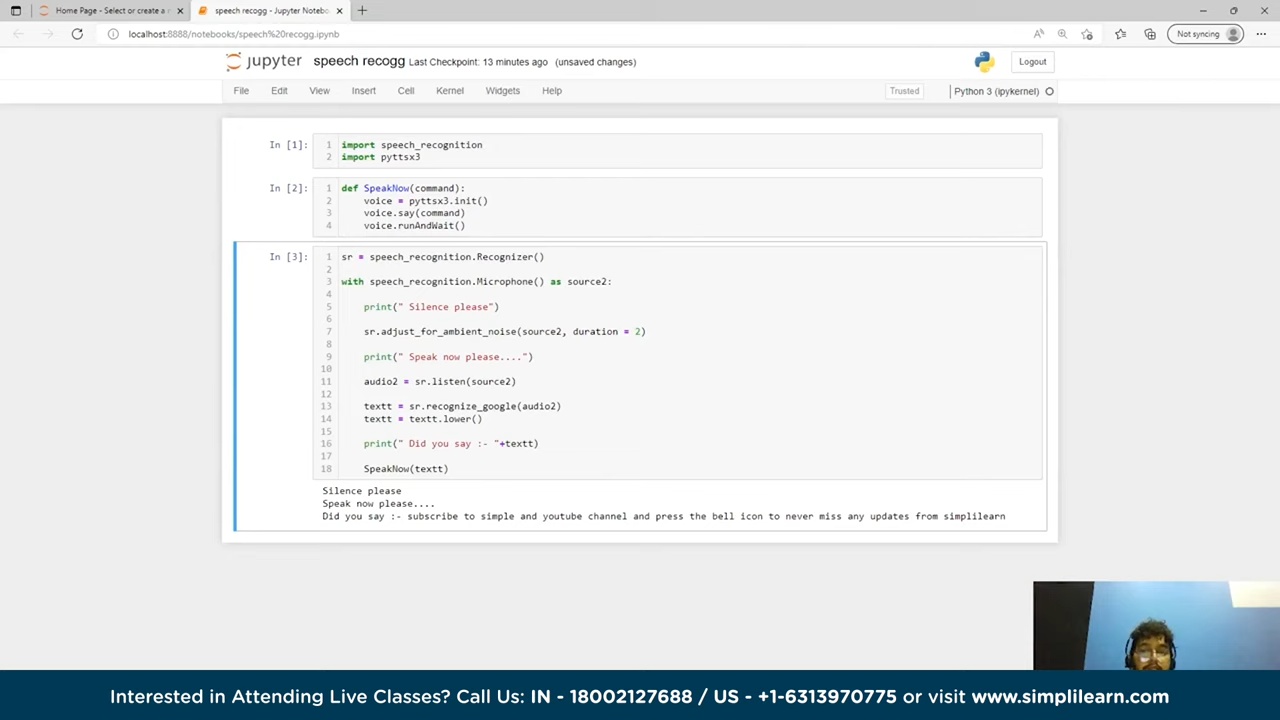 Home Page - Select or create a n
speech recogg - Jupyter Noteboo
localhost:8888/notebooks/speech%20recogg.ipynb
Not syncing
jupyter speech recogg Last Checkpoint: 13 minutes ago (unsaved changes)
Logout
File Edit View Insert Cell Kernel Widgets Help
Trusted
Python 3 (ipykernel)
In [1]:
1 import speech_recognition
2 import pyttsx3
In [2]:
1 def SpeakNow(command):
2 voice = pyttsx3.init()
3 voice.say(command)
4 voice.runAndWait()
In [3]:
1 sr = speech_recognition.Recognizer()
2
3 with speech_recognition.Microphone() as source2:
4
5 print(" Silence please")
6
7 sr.adjust_for_ambient_noise(source2, duration = 2)
8
9 print(" Speak now please....")
10
11 audio2 = sr.listen(source2)
12
13 textt = sr.recognize_google(audio2)
14 textt = textt.lower()
15
16 print(" Did you say :- "+textt)
17
18 SpeakNow(textt)
Silence please
Speak now please....
Did you say :- subscribe to simple and youtube channel and press the bell icon to never miss any updates from simplilearn
Interested in Attending Live Classes? Call Us: IN - 18002127688 / US - +1-6313970775 or visit www.simplilearn.com